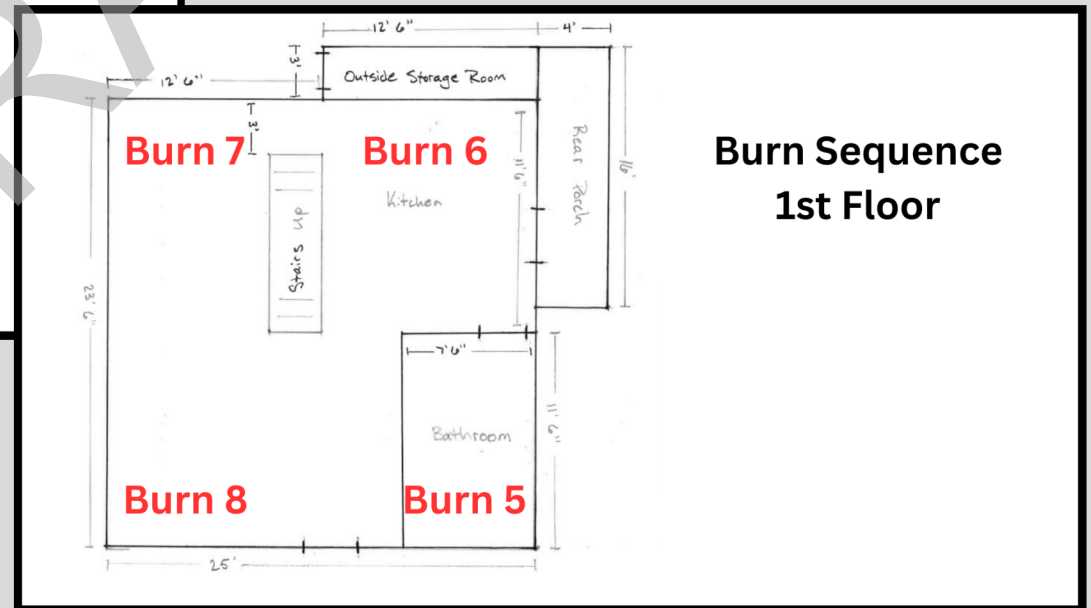 12' 6"
4'
3'
Outside Storage Room
12' 6"
3'
Burn 7
Burn 6
11' 6"
Rear Porch
16'
Burn Sequence
1st Floor
Kitchen
Stairs Up
23' 6"
7' 6"
11' 6"
Bathroom
Burn 8
Burn 5
25'